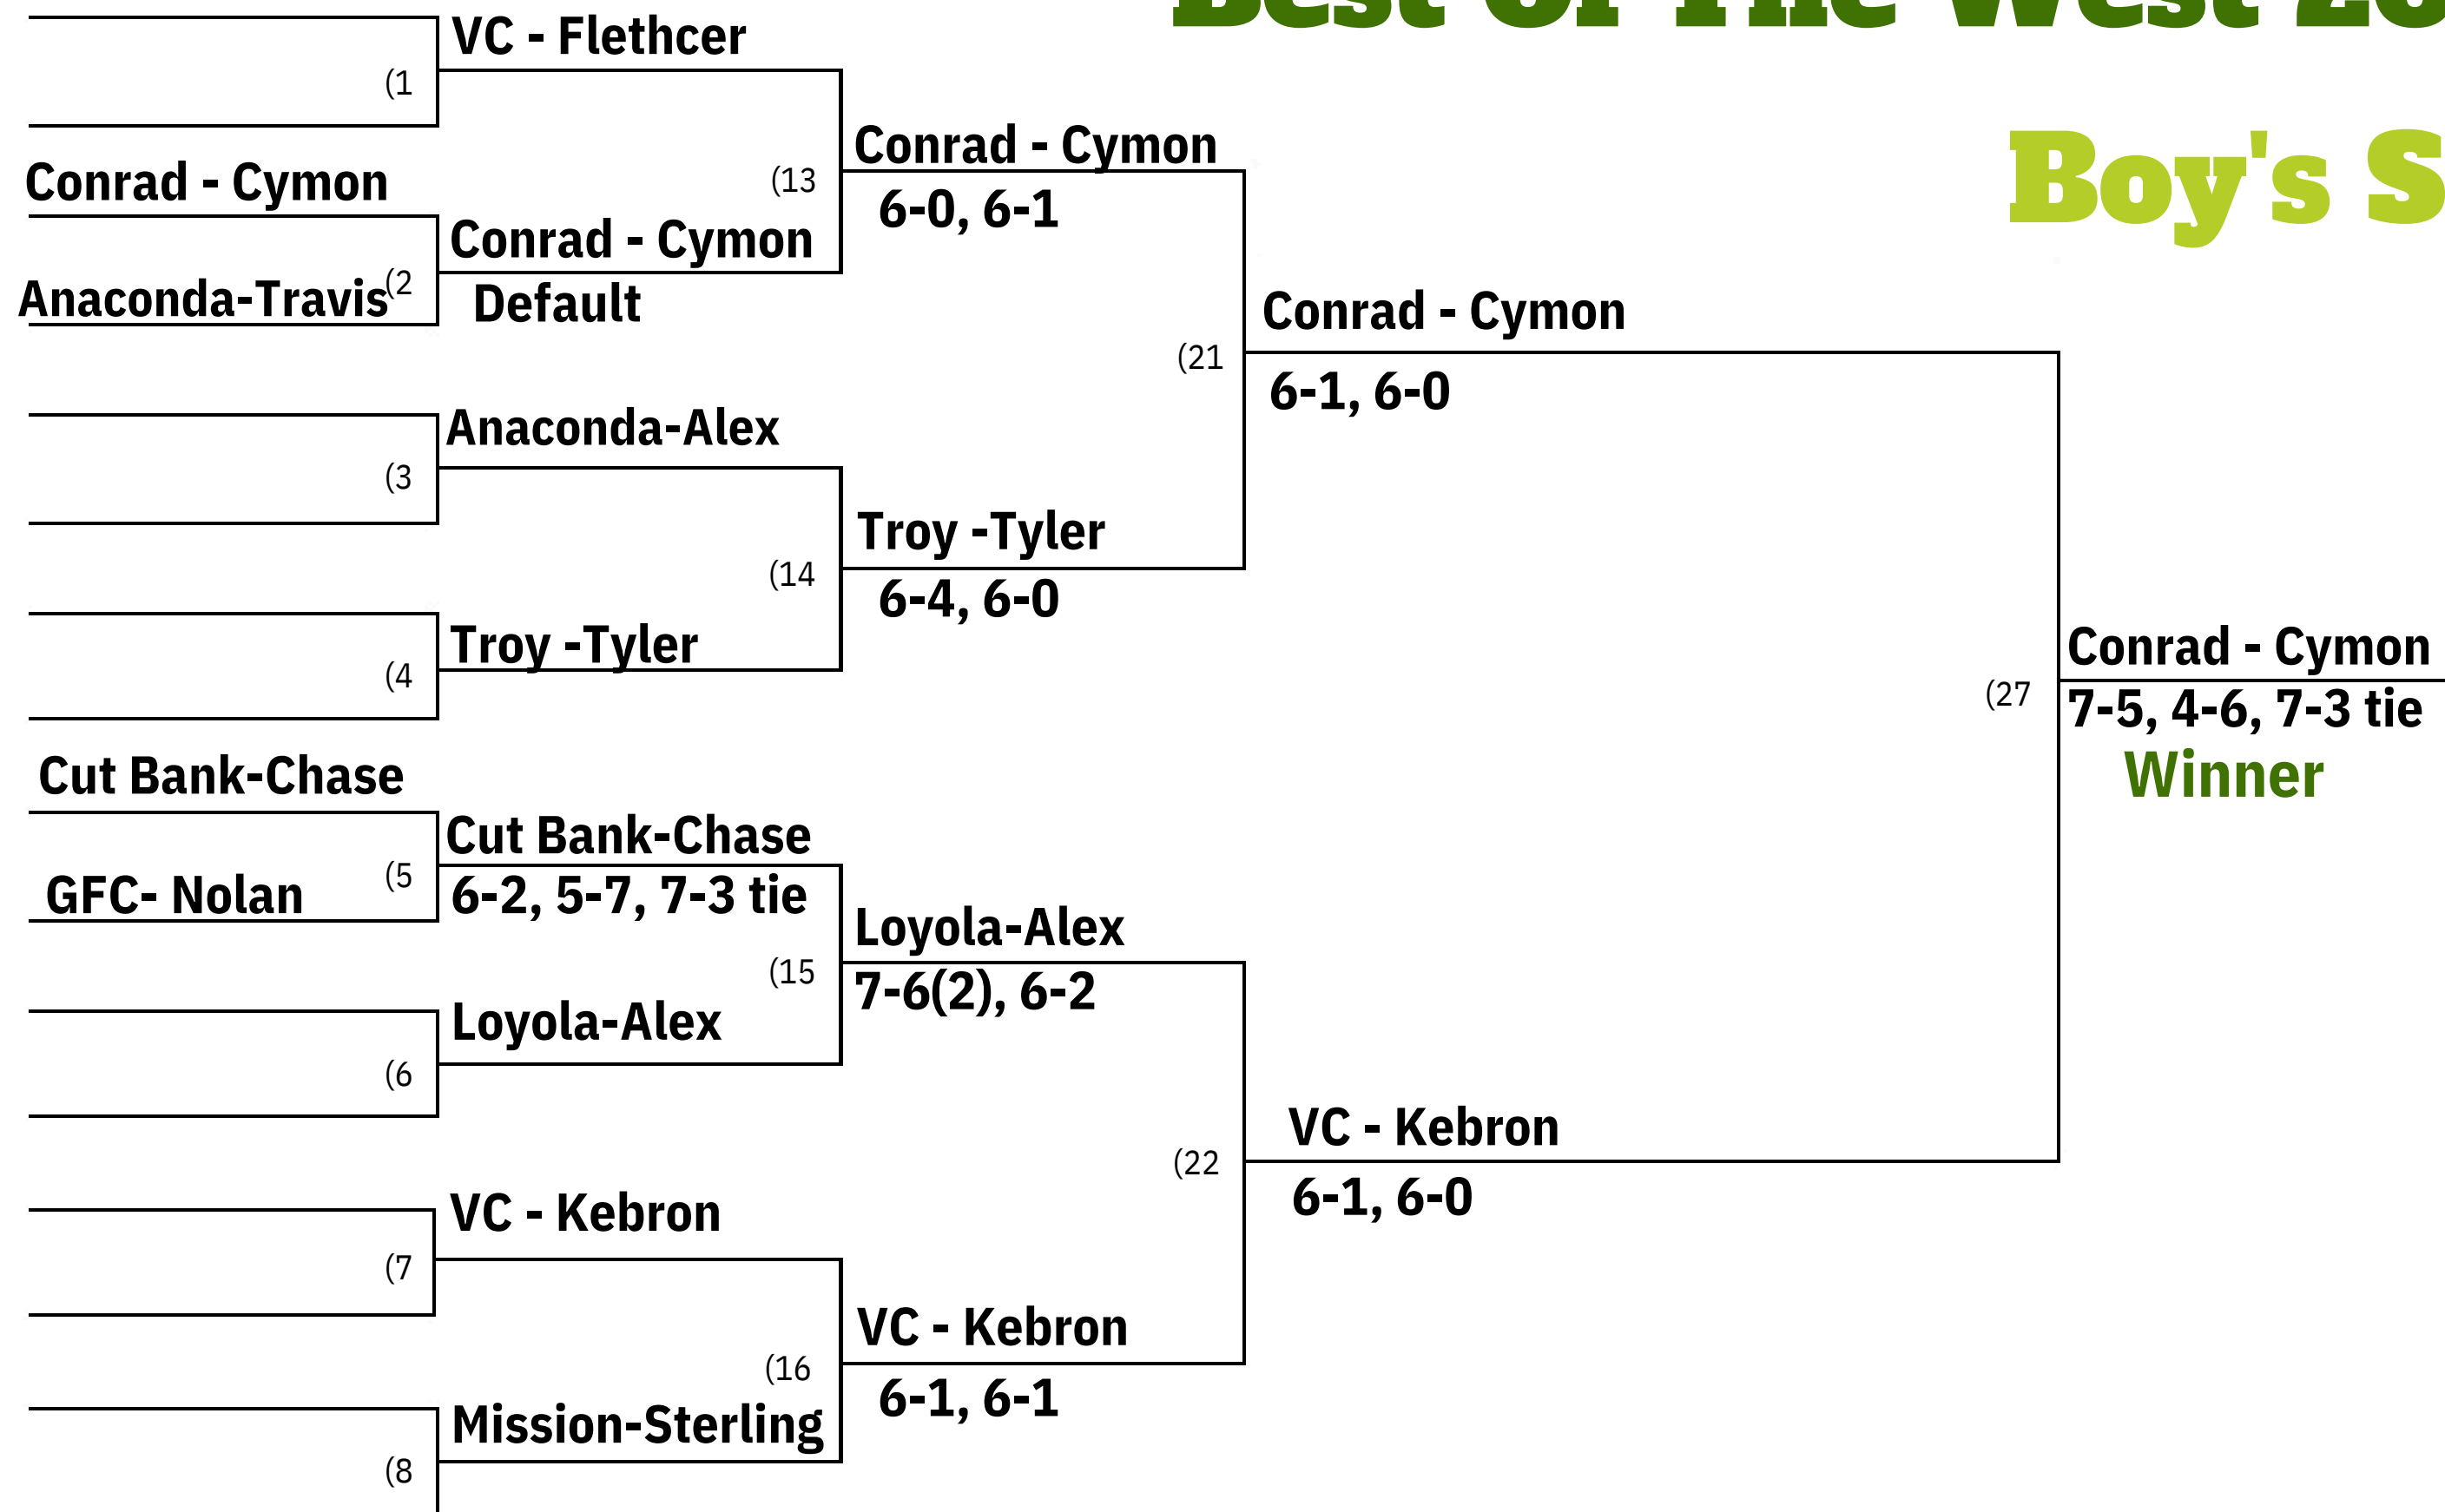 Best Of The West 20
Boy's S
VC - Flethcer
(1
Conrad - Cymon
(13
6-0, 6-1
Conrad - Cymon
Conrad - Cymon
(2
Anaconda-Travis
Default
Conrad - Cymon
(21
6-1, 6-0
Anaconda-Alex
(3
Troy -Tyler
(14
6-4, 6-0
Troy -Tyler
(4
Conrad - Cymon
(27
7-5, 4-6, 7-3 tie
Winner
Cut Bank-Chase
Cut Bank-Chase
(5
GFC- Nolan
6-2, 5-7, 7-3 tie
Loyola-Alex
(15
7-6(2), 6-2
Loyola-Alex
(6
VC - Kebron
(22
6-1, 6-0
VC - Kebron
(7
VC - Kebron
(16
6-1, 6-1
Mission-Sterling
(8